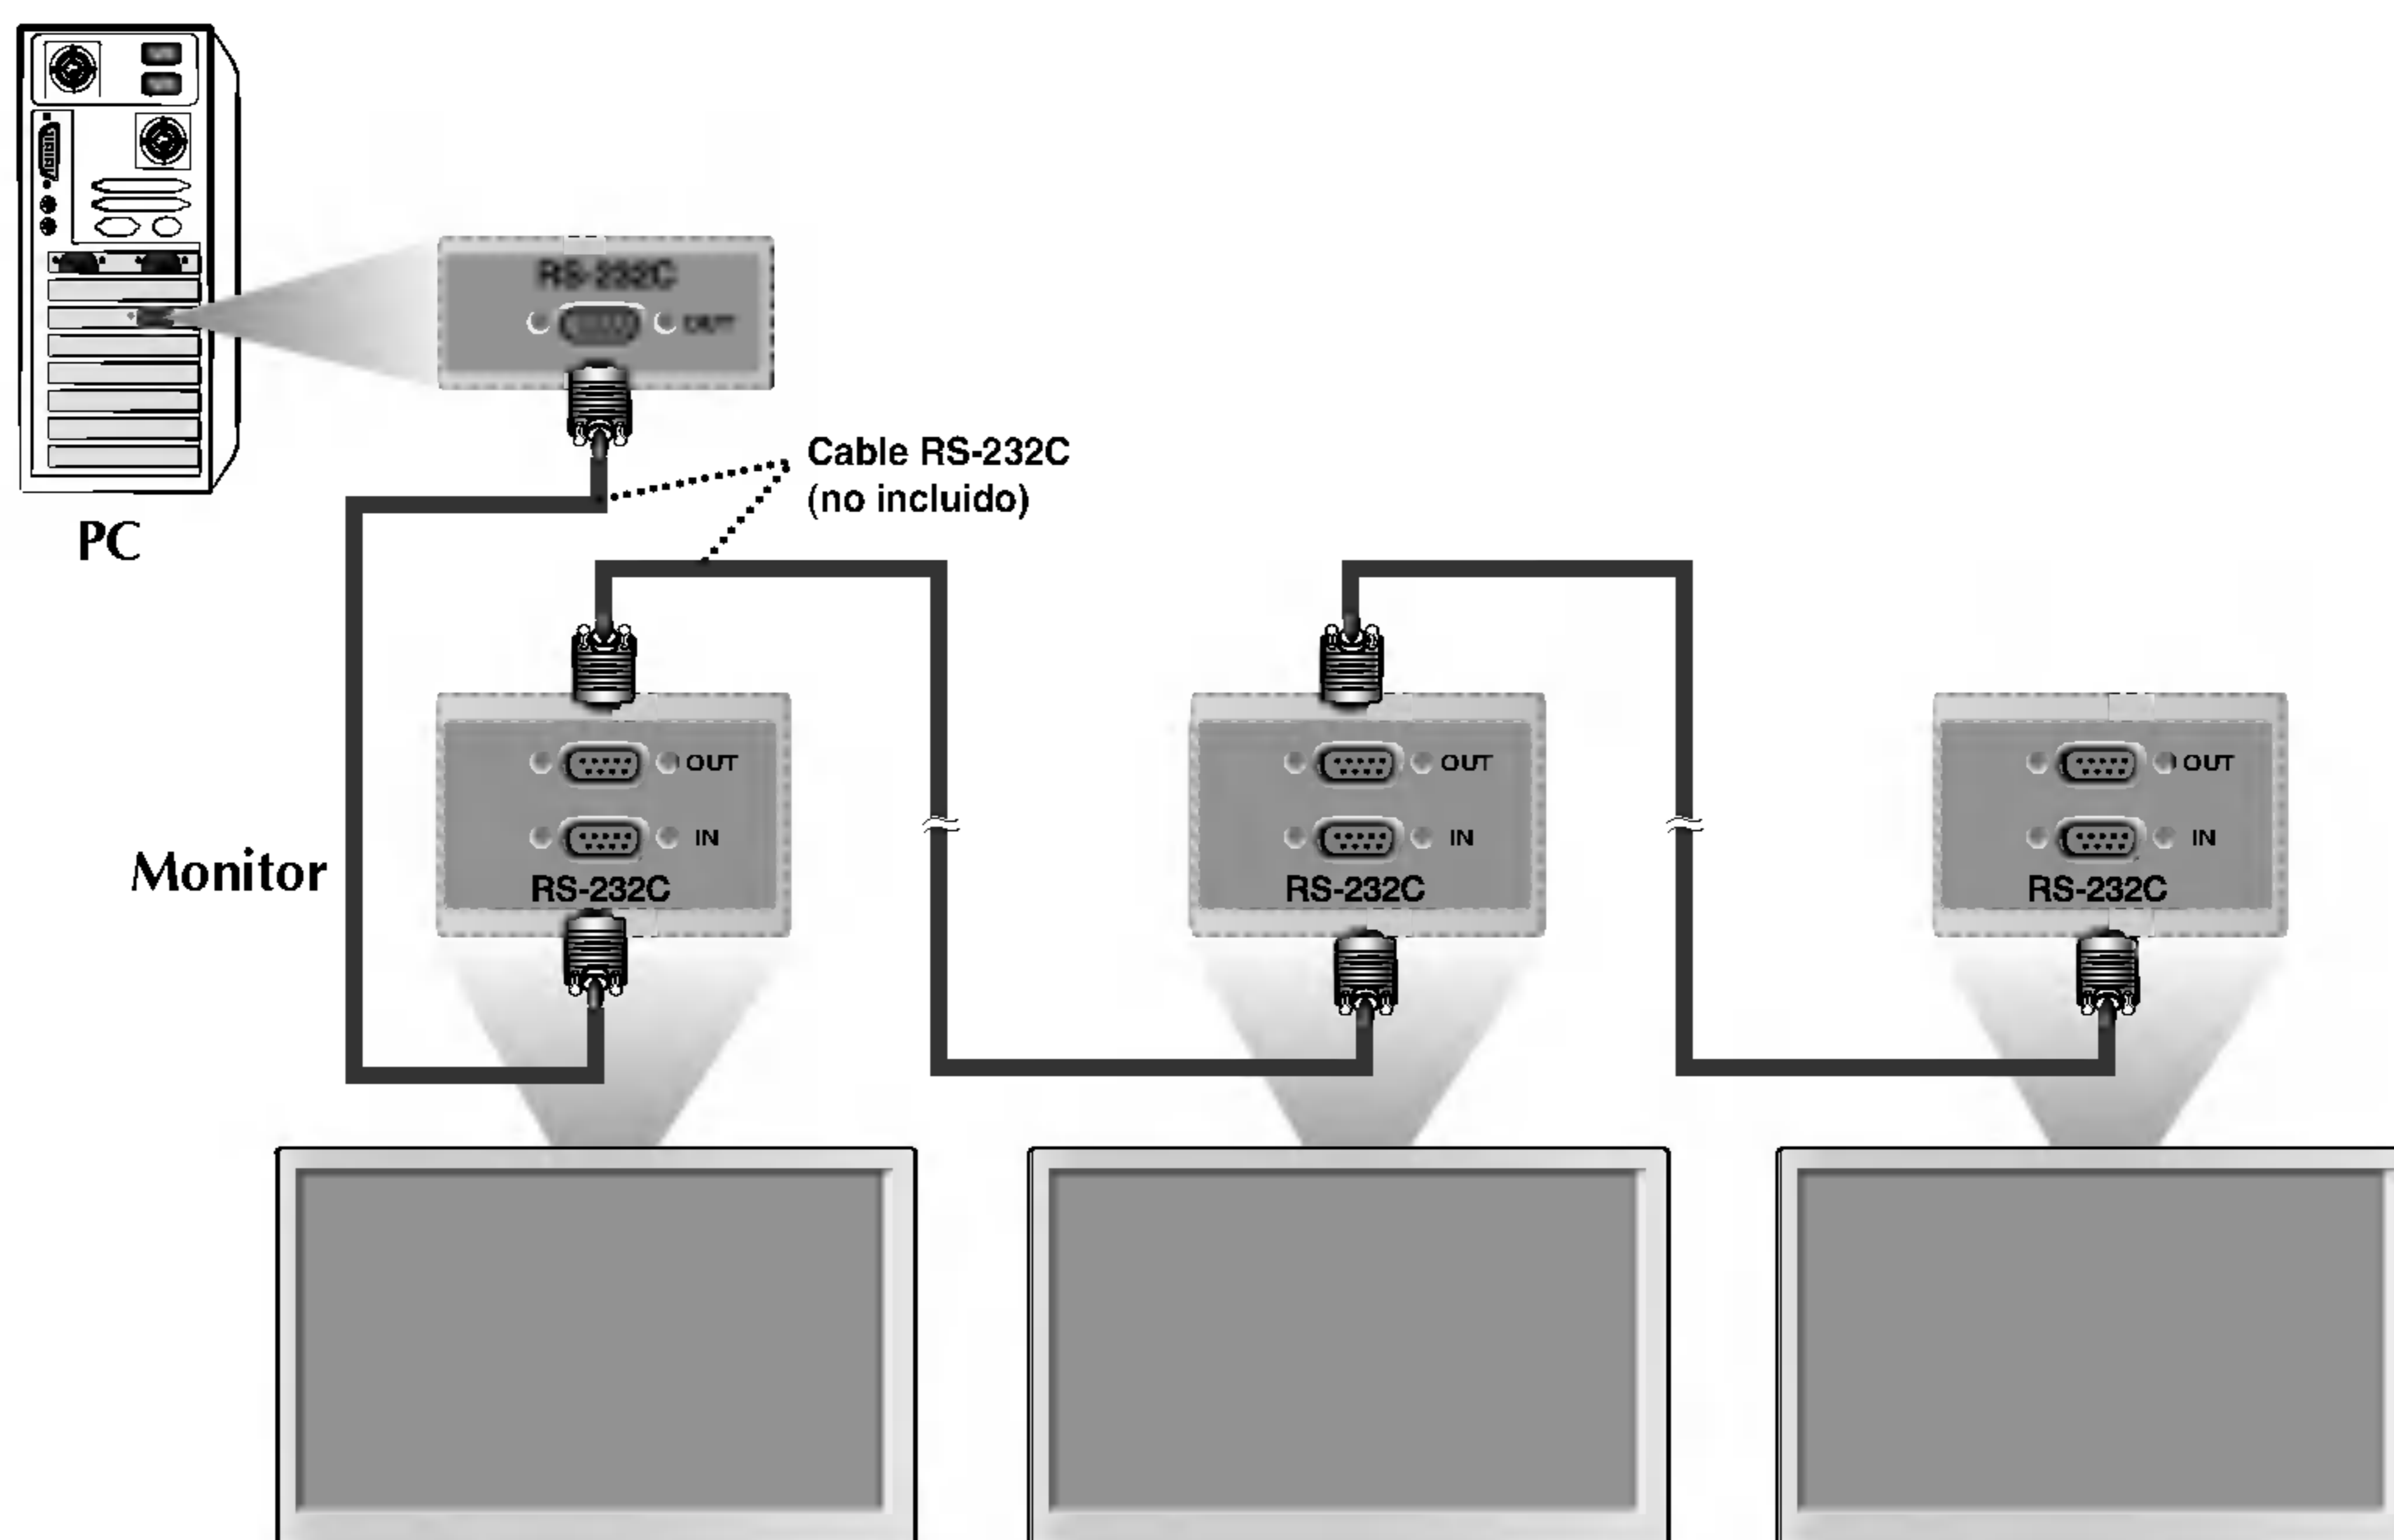 RS-232C
OUT
Cable RS-232C
(no incluido)
PC
Monitor
OUT
IN
RS-232C
OUT
IN
RS-232C
OUT
IN
RS-232C